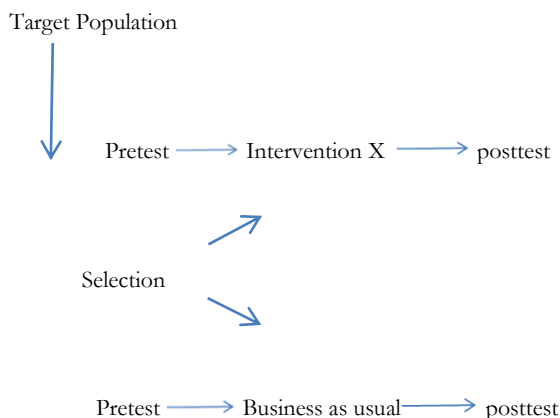 Target Population
Pretest Intervention X posttest
Selection
Pretest Business as usual posttest